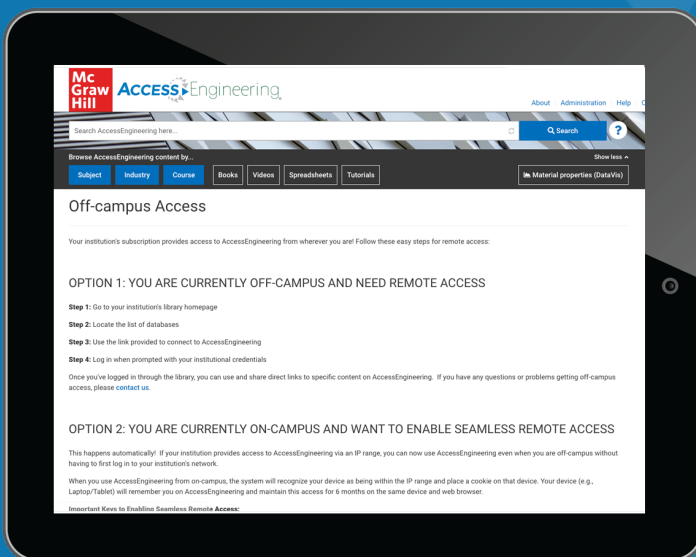 Mc
Graw
Hill
ACCESS Engineering
About Administration Help
Search AccessEngineering here...
Search
?
Browse AccessEngineering content by...
Show less
Subject Industry Course Books Videos Spreadsheets Tutorials
Material properties (DataVis)
Off-campus Access
Your institution's subscription provides access to AccessEngineering from wherever you are! Follow these easy steps for remote access:
OPTION 1: YOU ARE CURRENTLY OFF-CAMPUS AND NEED REMOTE ACCESS
Step 1: Go to your institution's library homepage
Step 2: Locate the list of databases
Step 3: Use the link provided to connect to AccessEngineering
Step 4: Log in when prompted with your institutional credentials
Once you've logged in through the library, you can use and share direct links to specific content on AccessEngineering. If you have any questions or problems getting off-campus
access, please contact us.
OPTION 2: YOU ARE CURRENTLY ON-CAMPUS AND WANT TO ENABLE SEAMLESS REMOTE ACCESS
This happens automatically! If your institution provides access to AccessEngineering via an IP range, you can now use AccessEngineering even when you are off-campus without
having to first log in to your institution's network.
When you use AccessEngineering from on-campus, the system will recognize your device as being within the IP range and place a cookie on that device. Your device (e.g.,
Laptop/Tablet) will remember you on AccessEngineering and maintain this access for 6 months on the same device and web browser.
Important Keys to Enabling Seamless Remote Access: